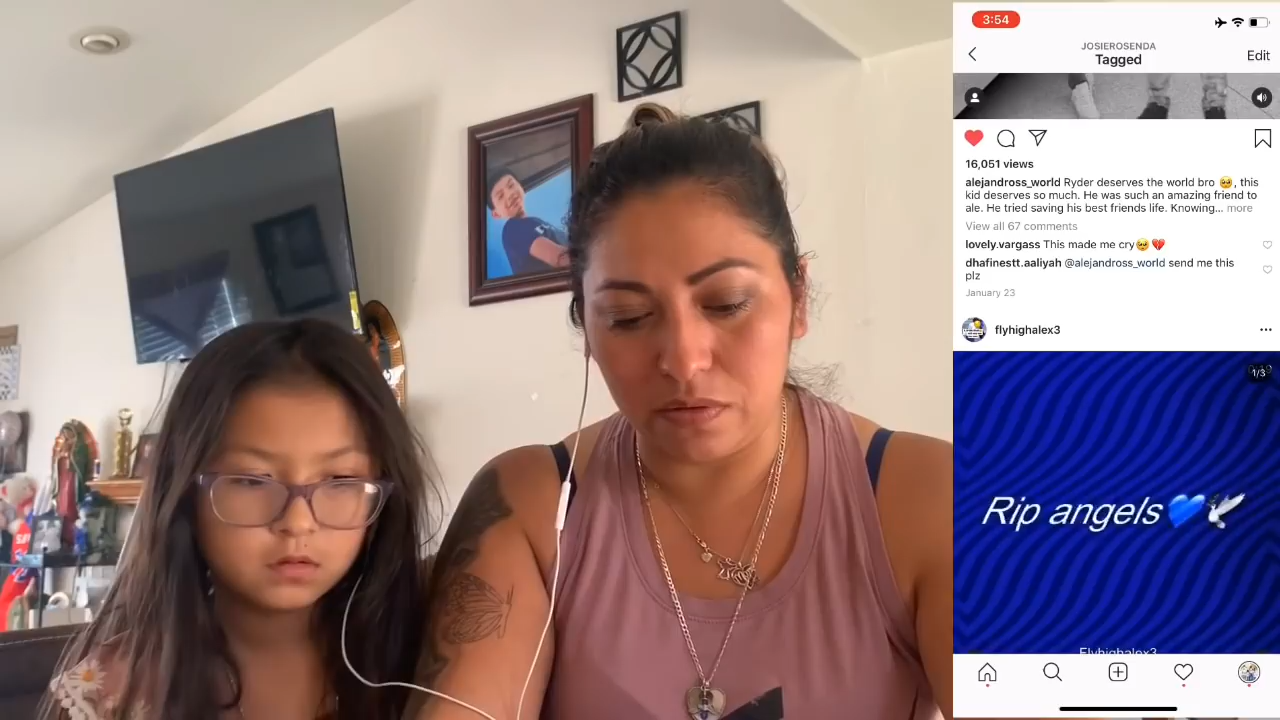 3:54
JOSIEROSENDA
Tagged
Edit
16,051 views
alejandross_world Ryder deserves the world bro 🥺, this
kid deserves so much. He was such an amazing friend to
ale. He tried saving his best friends life. Knowing... more
View all 67 comments
lovely.vargass This made me cry🥺💔
dhafinestt.aaliyah @alejandross_world send me this
plz
January 23
flyhighalex3
1/3
Rip angels💙🕊️
Flyhighalex3